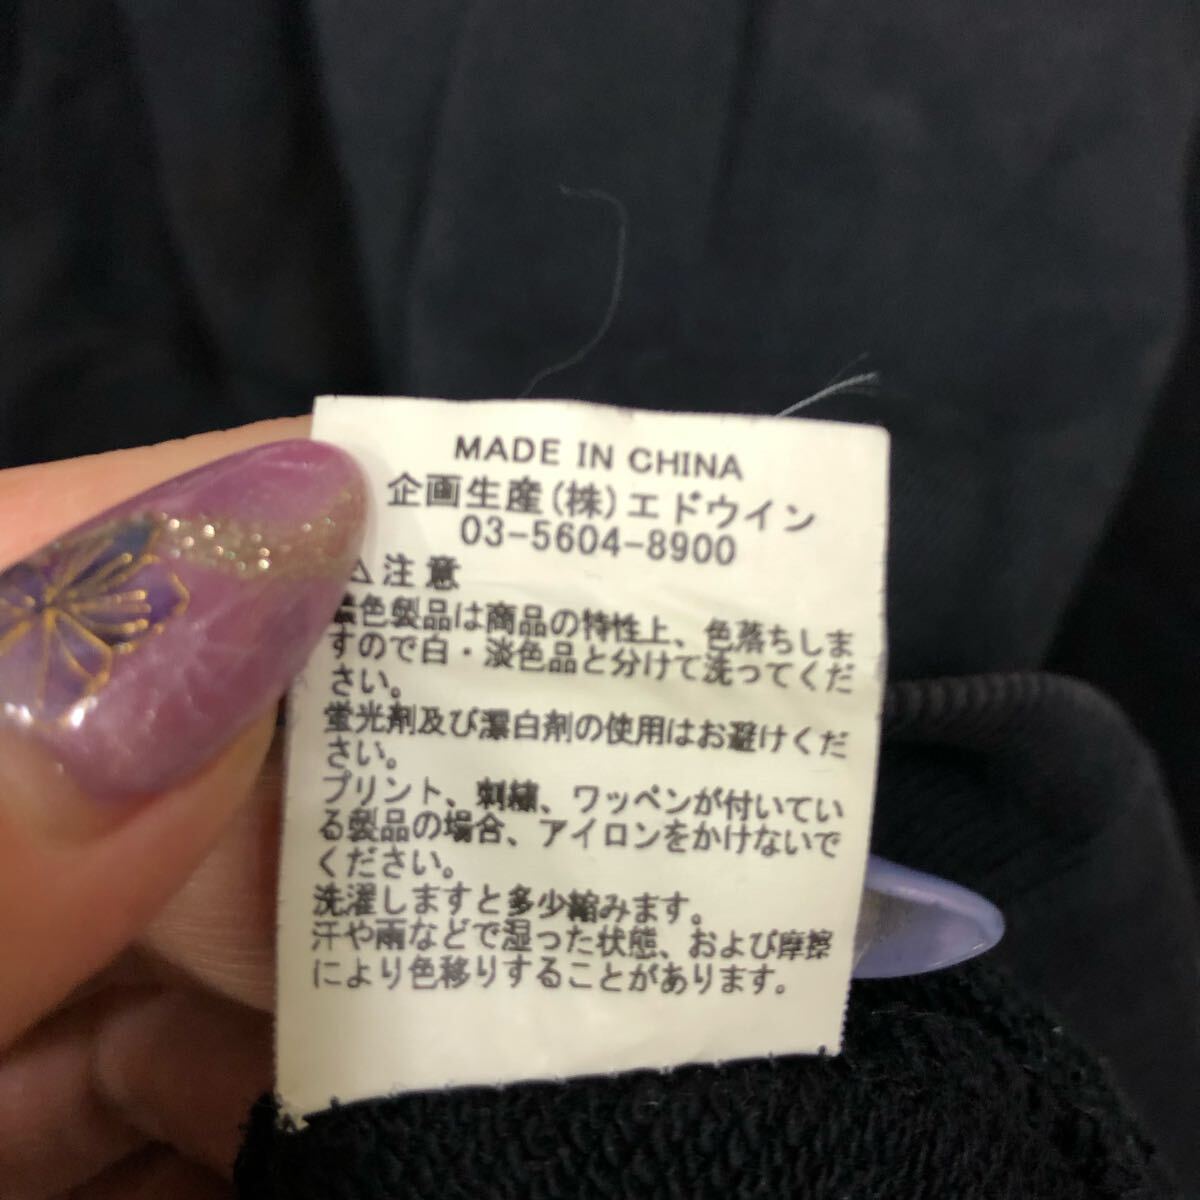 MADE IN CHINA
企画生産(株)エドウイン
03-5604-8900
△注意
濃色製品は商品の特性上、色落ちしま
すので白・淡色品と分けて洗ってくだ
さい。
蛍光剤及び漂白剤の使用はお避けくだ
さい。
プリント、刺繍、ワッペンが付いてい
る製品の場合、アイロンをかけないで
ください。
洗濯しますと多少縮みます。
汗や雨などで湿った状態、および摩擦
により色移りすることがあります。